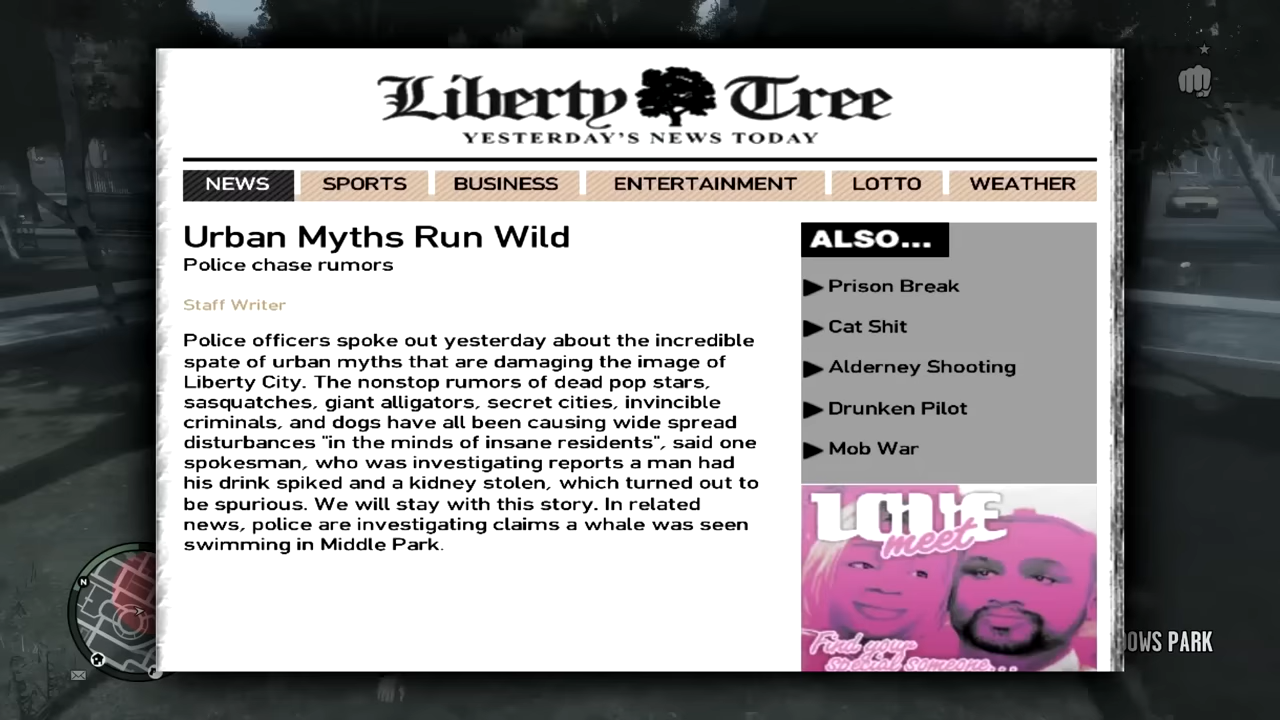 Liberty Tree
YESTERDAY'S NEWS TODAY
NEWS
SPORTS
BUSINESS
ENTERTAINMENT
LOTTO
WEATHER
Urban Myths Run Wild
Police chase rumors
Staff Writer
Police officers spoke out yesterday about the incredible
spate of urban myths that are damaging the image of
Liberty City. The nonstop rumors of dead pop stars,
sasquatches, giant alligators, secret cities, invincible
criminals, and dogs have all been causing wide spread
disturbances "in the minds of insane residents", said one
spokesman, who was investigating reports a man had
his drink spiked and a kidney stolen, which turned out to
be spurious. We will stay with this story. In related
news, police are investigating claims a whale was seen
swimming in Middle Park.
ALSO...
Prison Break
Cat Shit
Alderney Shooting
Drunken Pilot
Mob War
LOVE
meet
Find your
special someone...
N
OWS PARK